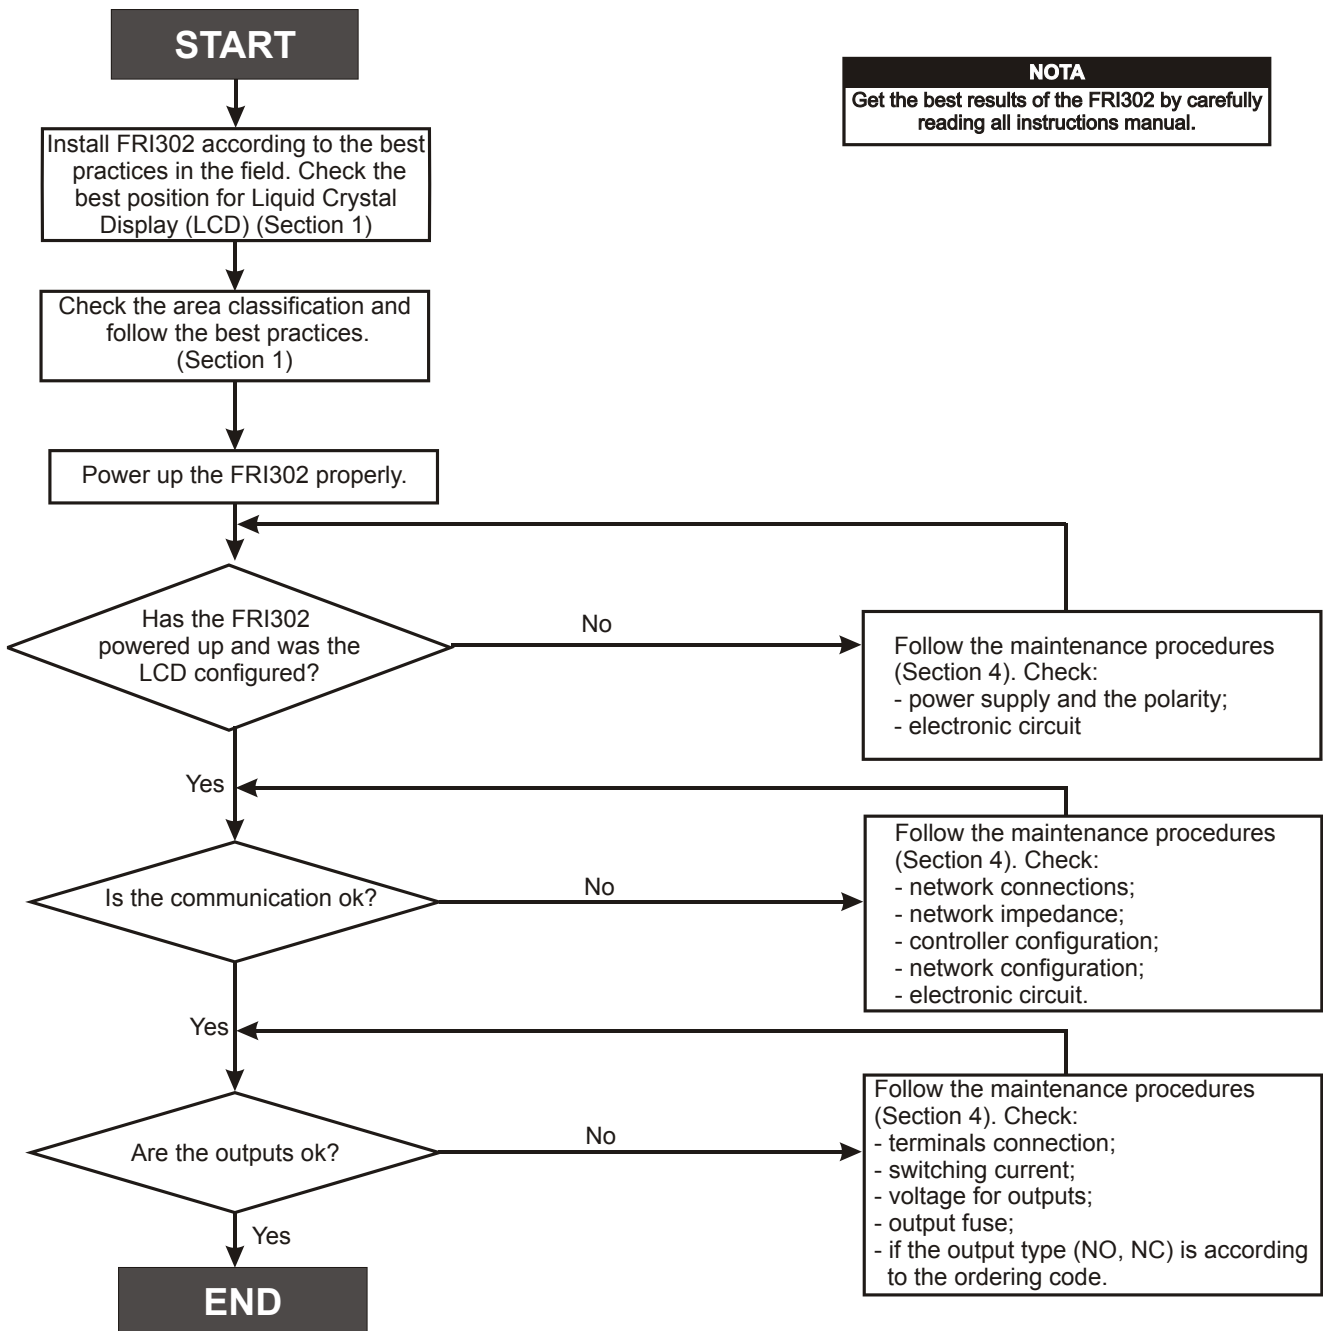 START
NOTA
Get the best results of the FRI302 by carefully
reading all instructions manual.
Install FRI302 according to the best
practices in the field. Check the
best position for Liquid Crystal
Display (LCD) (Section 1)
Check the area classification and
follow the best practices.
(Section 1)
Power up the FRI302 properly.
Has the FRI302
powered up and was the
LCD configured?
No
Follow the maintenance procedures
(Section 4). Check:
- power supply and the polarity;
- electronic circuit
Yes
Is the communication ok?
No
Follow the maintenance procedures
(Section 4). Check:
- network connections;
- network impedance;
- controller configuration;
- network configuration;
- electronic circuit.
Yes
Are the outputs ok?
No
Follow the maintenance procedures
(Section 4). Check:
- terminals connection;
- switching current;
- voltage for outputs;
- output fuse;
- if the output type (NO, NC) is according
to the ordering code.
Yes
END